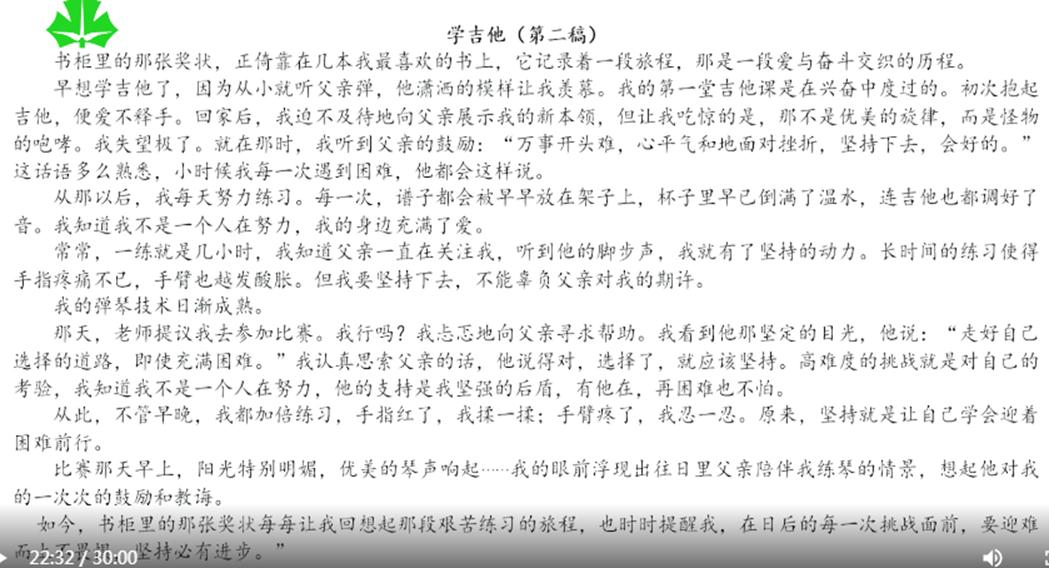 学吉他（第二稿）
书柜里的那张奖状，正倚靠在几本我最喜欢的书上，它记录着一段旅程，那是一段爱与奋斗交织的历程。
早想学吉他了，因为从小就听父亲弹，他潇洒的模样让我羡慕。我的第一堂吉他课是在兴奋中度过的。初次抱起
吉他，便爱不释手。回家后，我迫不及待地向父亲展示我的新本领，但让我吃惊的是，那不是优美的旋律，而是怪物
的咆哮。我失望极了。就在那时，我听到父亲的鼓励：“万事开头难，心平气和地面对挫折，坚持下去，会好的。”
这话语多么熟悉，小时候我每一次遇到困难，他都会这样说。
从那以后，我每天努力练习。每一次，谱子都会被早早放在架子上，杯子里早已倒满了温水，连吉他也都调好了
音。我知道我不是一个人在努力，我的身边充满了爱。
常常，一练就是几小时，我知道父亲一直在关注我，听到他的脚步声，我就有了坚持的动力。长时间的练习使得
手指疼痛不已，手臂也越发酸胀。但我要坚持下去，不能辜负父亲对我的期许。
我的弹琴技术日渐成熟。
那天，老师提议我去参加比赛。我行吗？我忐忑地向父亲寻求帮助。我看到他那坚定的目光，他说：“走好自己
选择的道路，即使充满困难。”我认真思索父亲的话，他说得对，选择了，就应该坚持。高难度的挑战就是对自己的
考验，我知道我不是一个人在努力，他的支持是我坚强的后盾，有他在，再困难也不怕。
从此，不管早晚，我都加倍练习，手指红了，我揉一揉；手臂疼了，我忍一忍。原来，坚持就是让自己学会迎着
困难前行。
比赛那天早上，阳光特别明媚，优美的琴声响起……我的眼前浮现出往日里父亲陪伴我练琴的情景，想起他对我
的一次次的鼓励和教诲。
如今，书柜里的那张奖状每每让我回想起那段艰苦练习的旅程，也时时提醒我，在日后的每一次挑战面前，要迎难
而上不畏惧，坚持必有进步。”
22:32 / 30:00